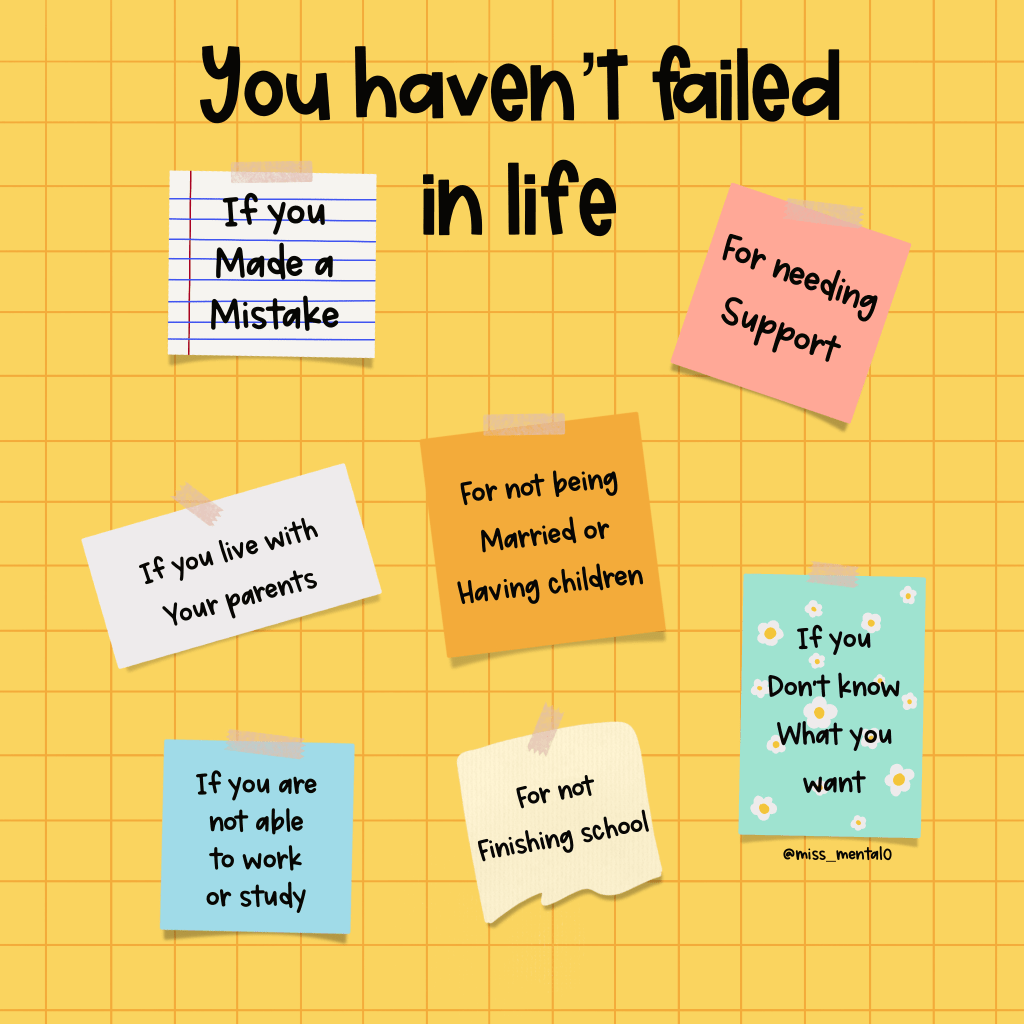 You haven't failed
in life
If you
Made a
Mistake
For needing
Support
If you live with
Your parents
For not being
Married or
Having children
If you
Don't know
What you
want
If you are
not able
to work
or study
For not
Finishing school
@miss_mental0